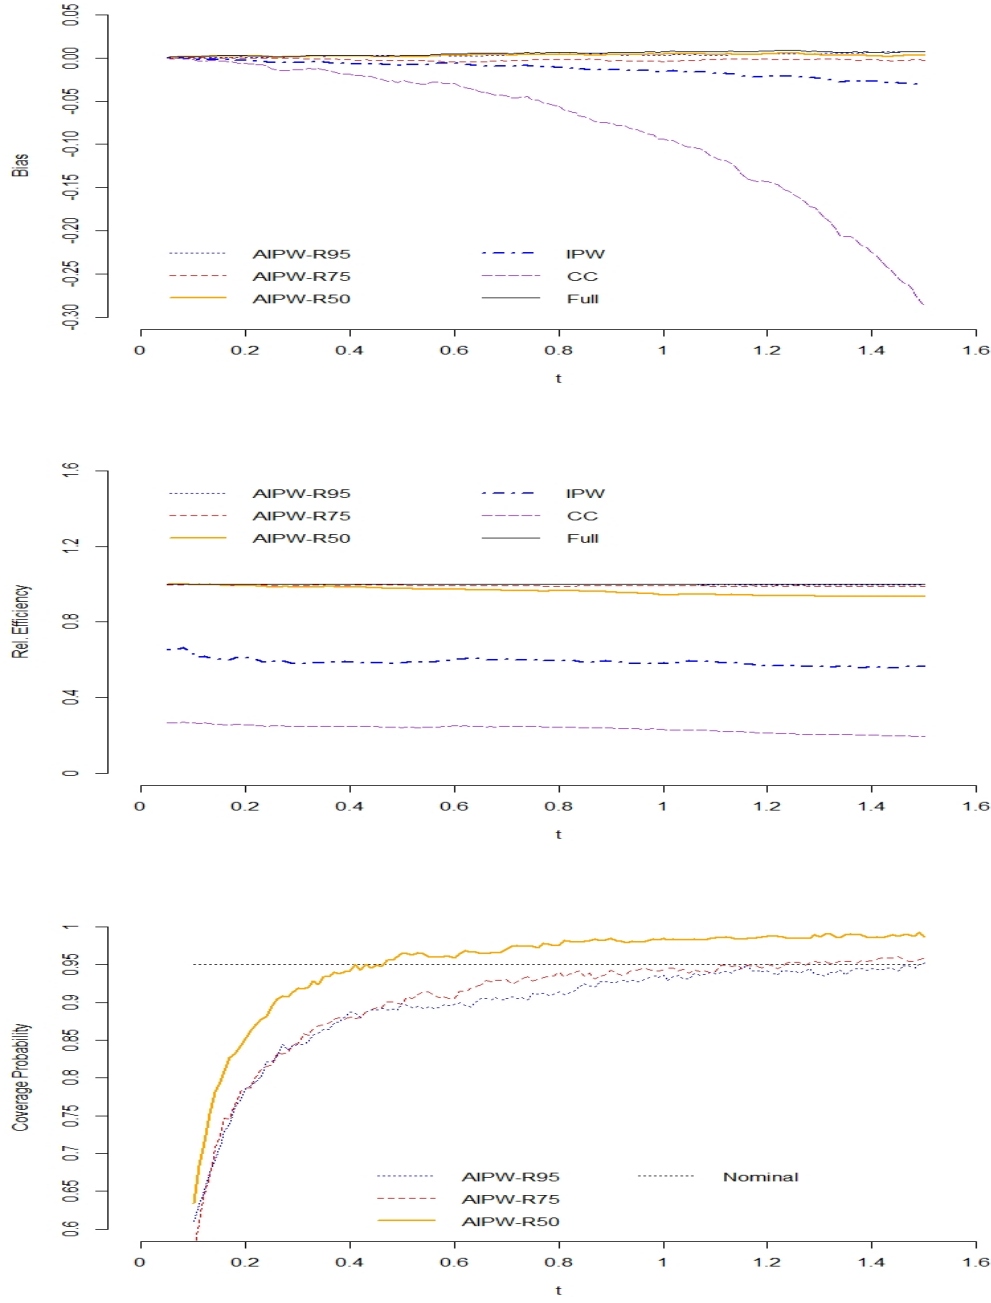 0.05
0.00
-0.05
-0.10
-0.15
-0.20
-0.25
-0.30
Bias
AIPW-R95
AIPW-R75
AIPW-R50
IPW
CC
Full
0 0.2 0.4 0.6 0.8 1 1.2 1.4 1.6
t
1.6
1.2
0.8
0.4
0
Rel. Efficiency
AIPW-R95
AIPW-R75
AIPW-R50
IPW
CC
Full
0 0.2 0.4 0.6 0.8 1 1.2 1.4 1.6
t
1
0.95
0.9
0.85
0.8
0.75
0.7
0.65
0.6
Coverage Probability
AIPW-R95
AIPW-R75
AIPW-R50
Nominal
0 0.2 0.4 0.6 0.8 1 1.2 1.4 1.6
t